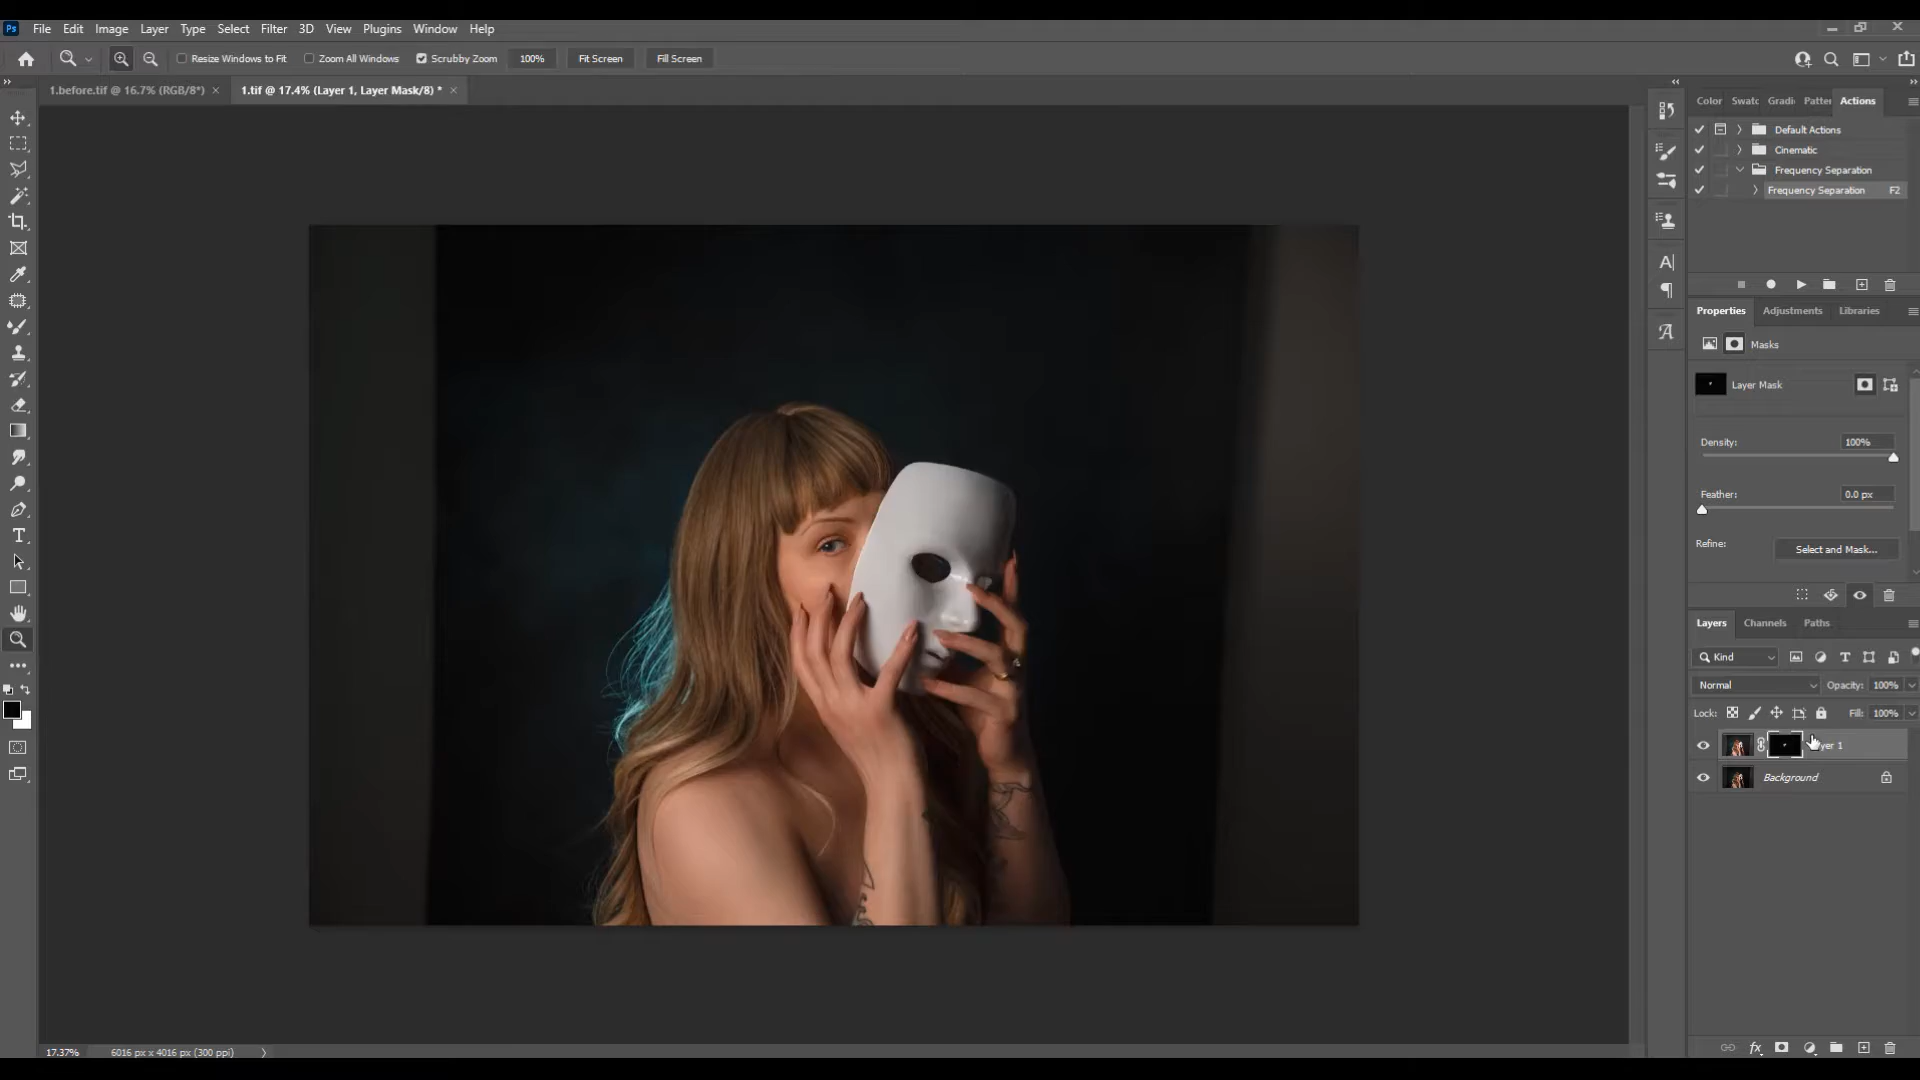 Ps File Edit Image Layer Type Select Filter 3D View Plugins Window Help
Resize Windows to Fit Zoom All Windows Scrubby Zoom 100% Fit Screen Fill Screen
1.before.tif @ 16.7% (RGB/8*) × 1.tif @ 17.4% (Layer 1, Layer Mask/8) * ×
Color Swatc Gradi Patter Actions
Default Actions
Cinematic
Frequency Separation
Frequency Separation F2
Properties Adjustments Libraries
Masks
Layer Mask
Density: 100%
Feather: 0.0 px
Refine: Select and Mask...
Layers Channels Paths
Kind
Normal Opacity: 100%
Lock: Fill: 100%
yer 1
Background
17.37% 6016 px x 4016 px (300 ppi)
fx